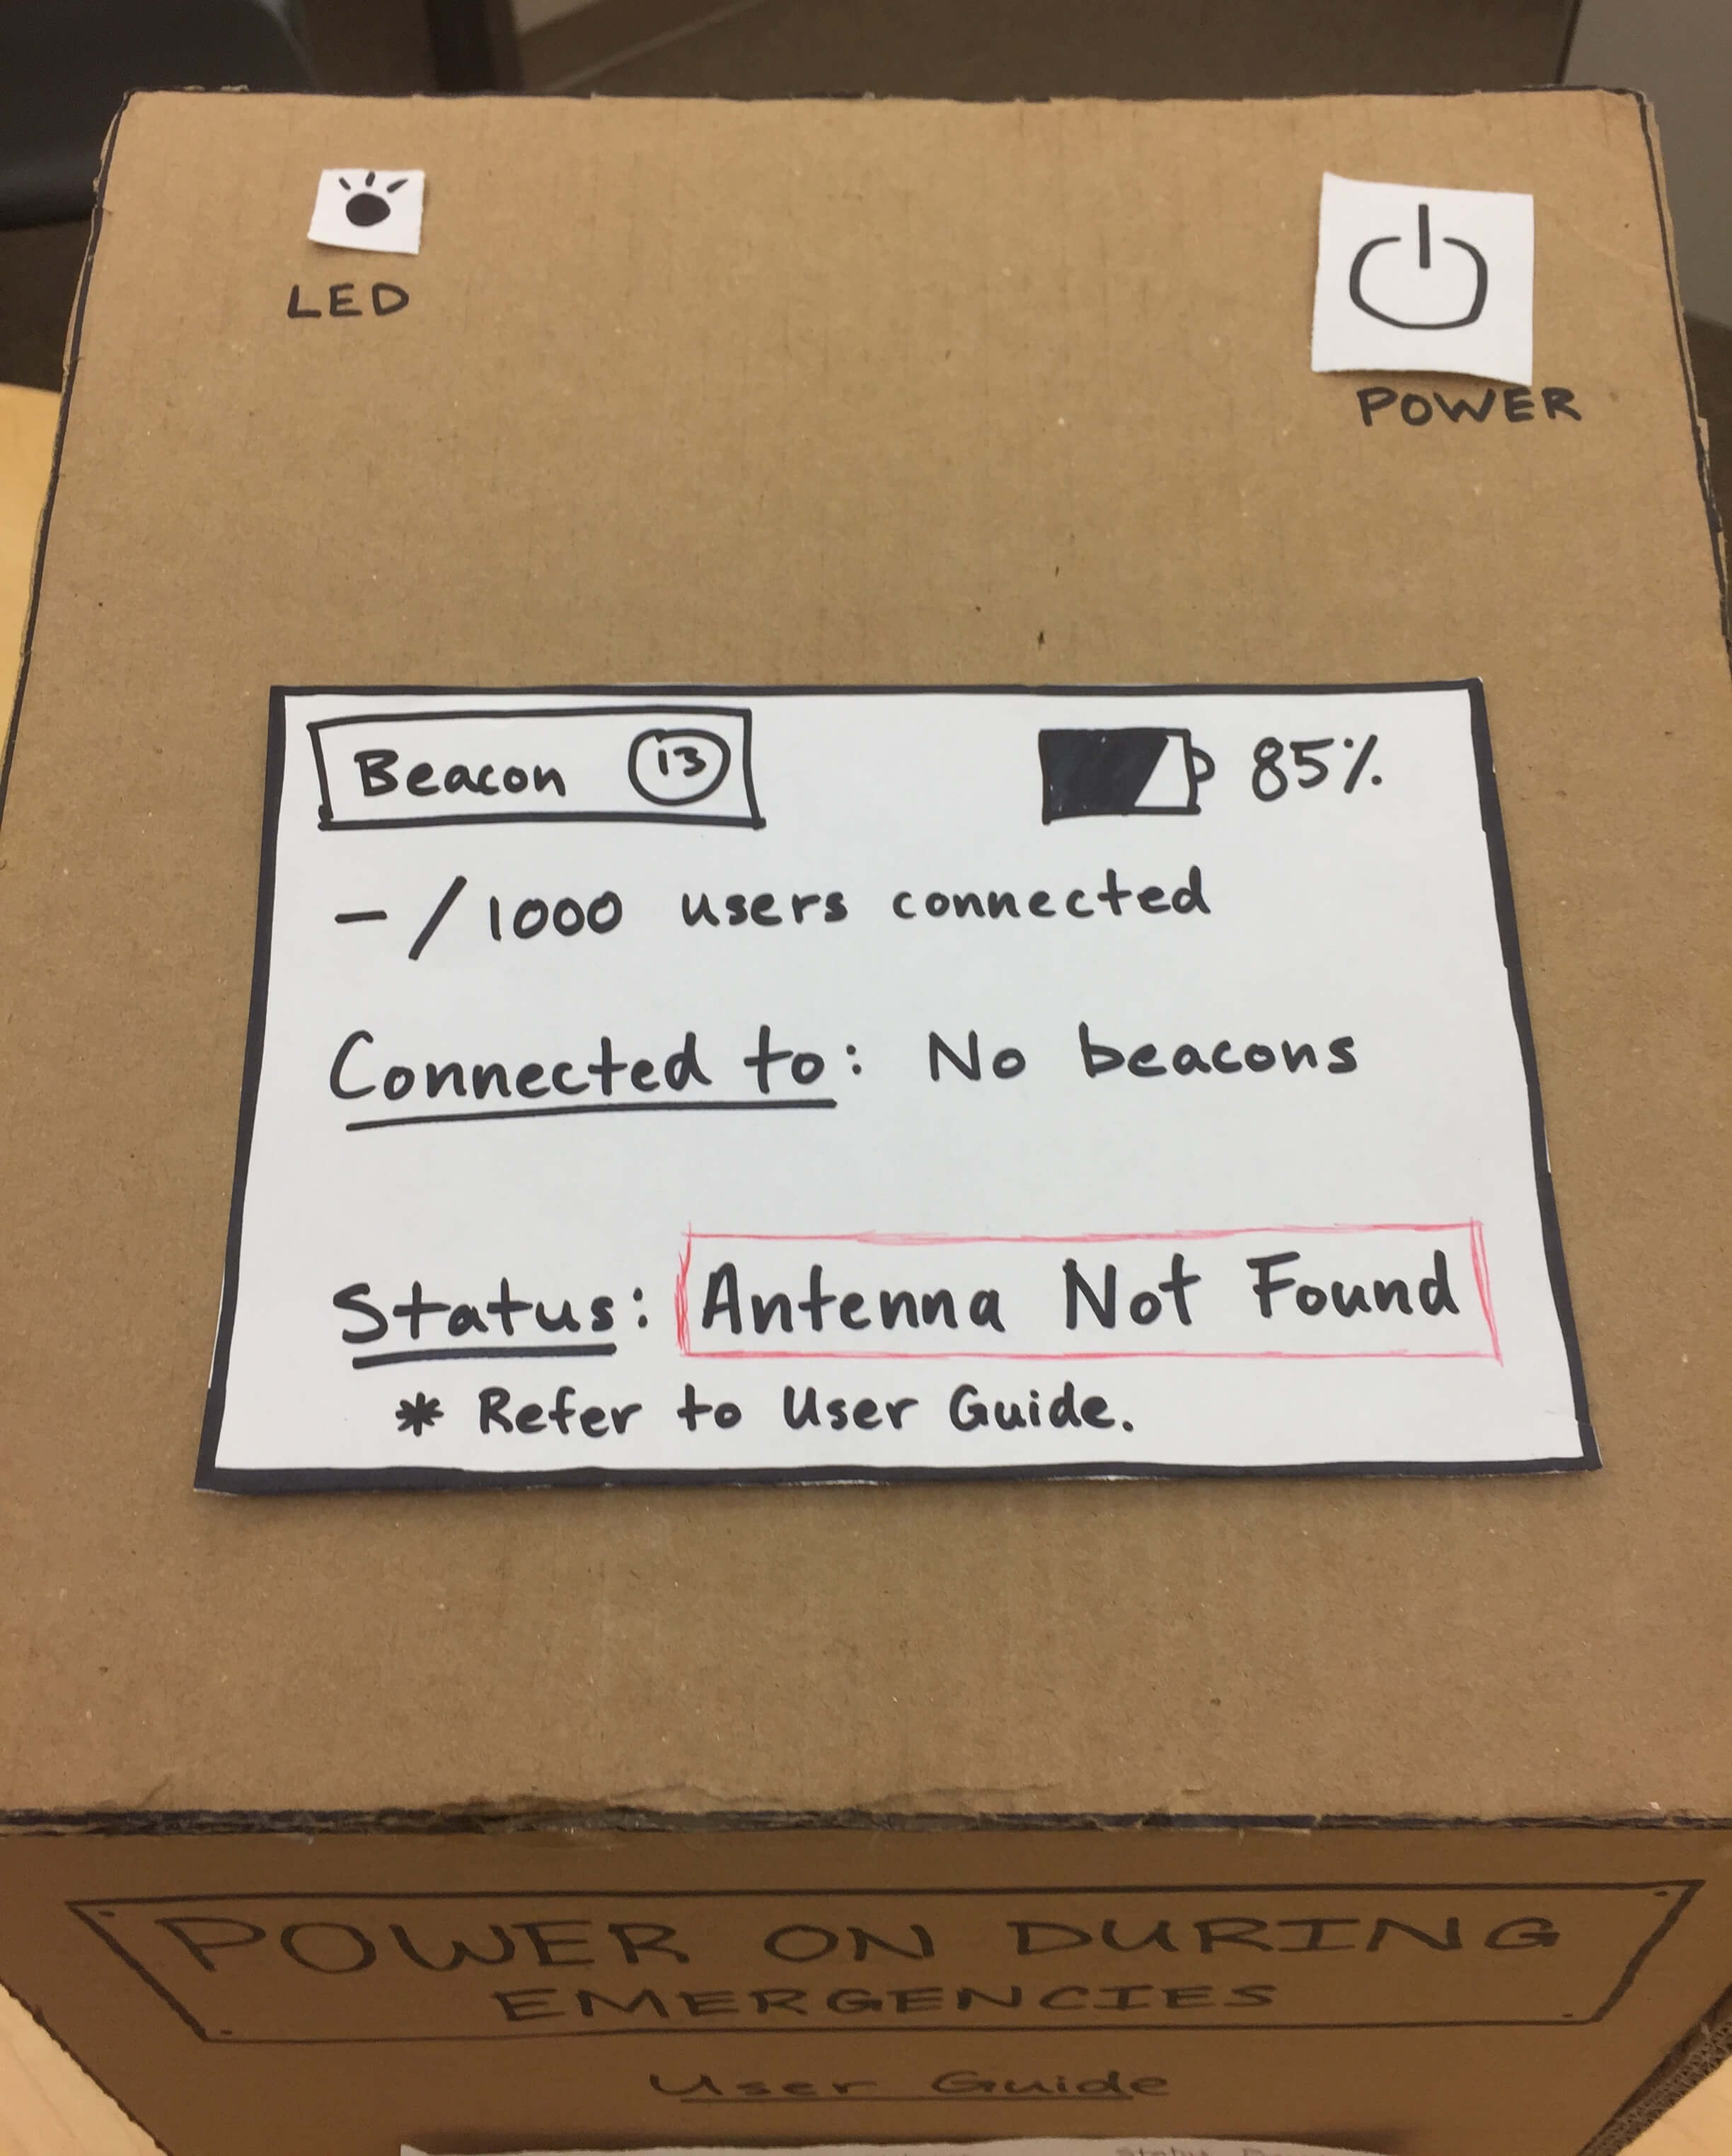 LED
POWER
Beacon 13
85%
– / 1000 users connected
Connected to: No beacons
Status: Antenna Not Found
* Refer to User Guide.
POWER ON DURING
EMERGENCIES
User Guide